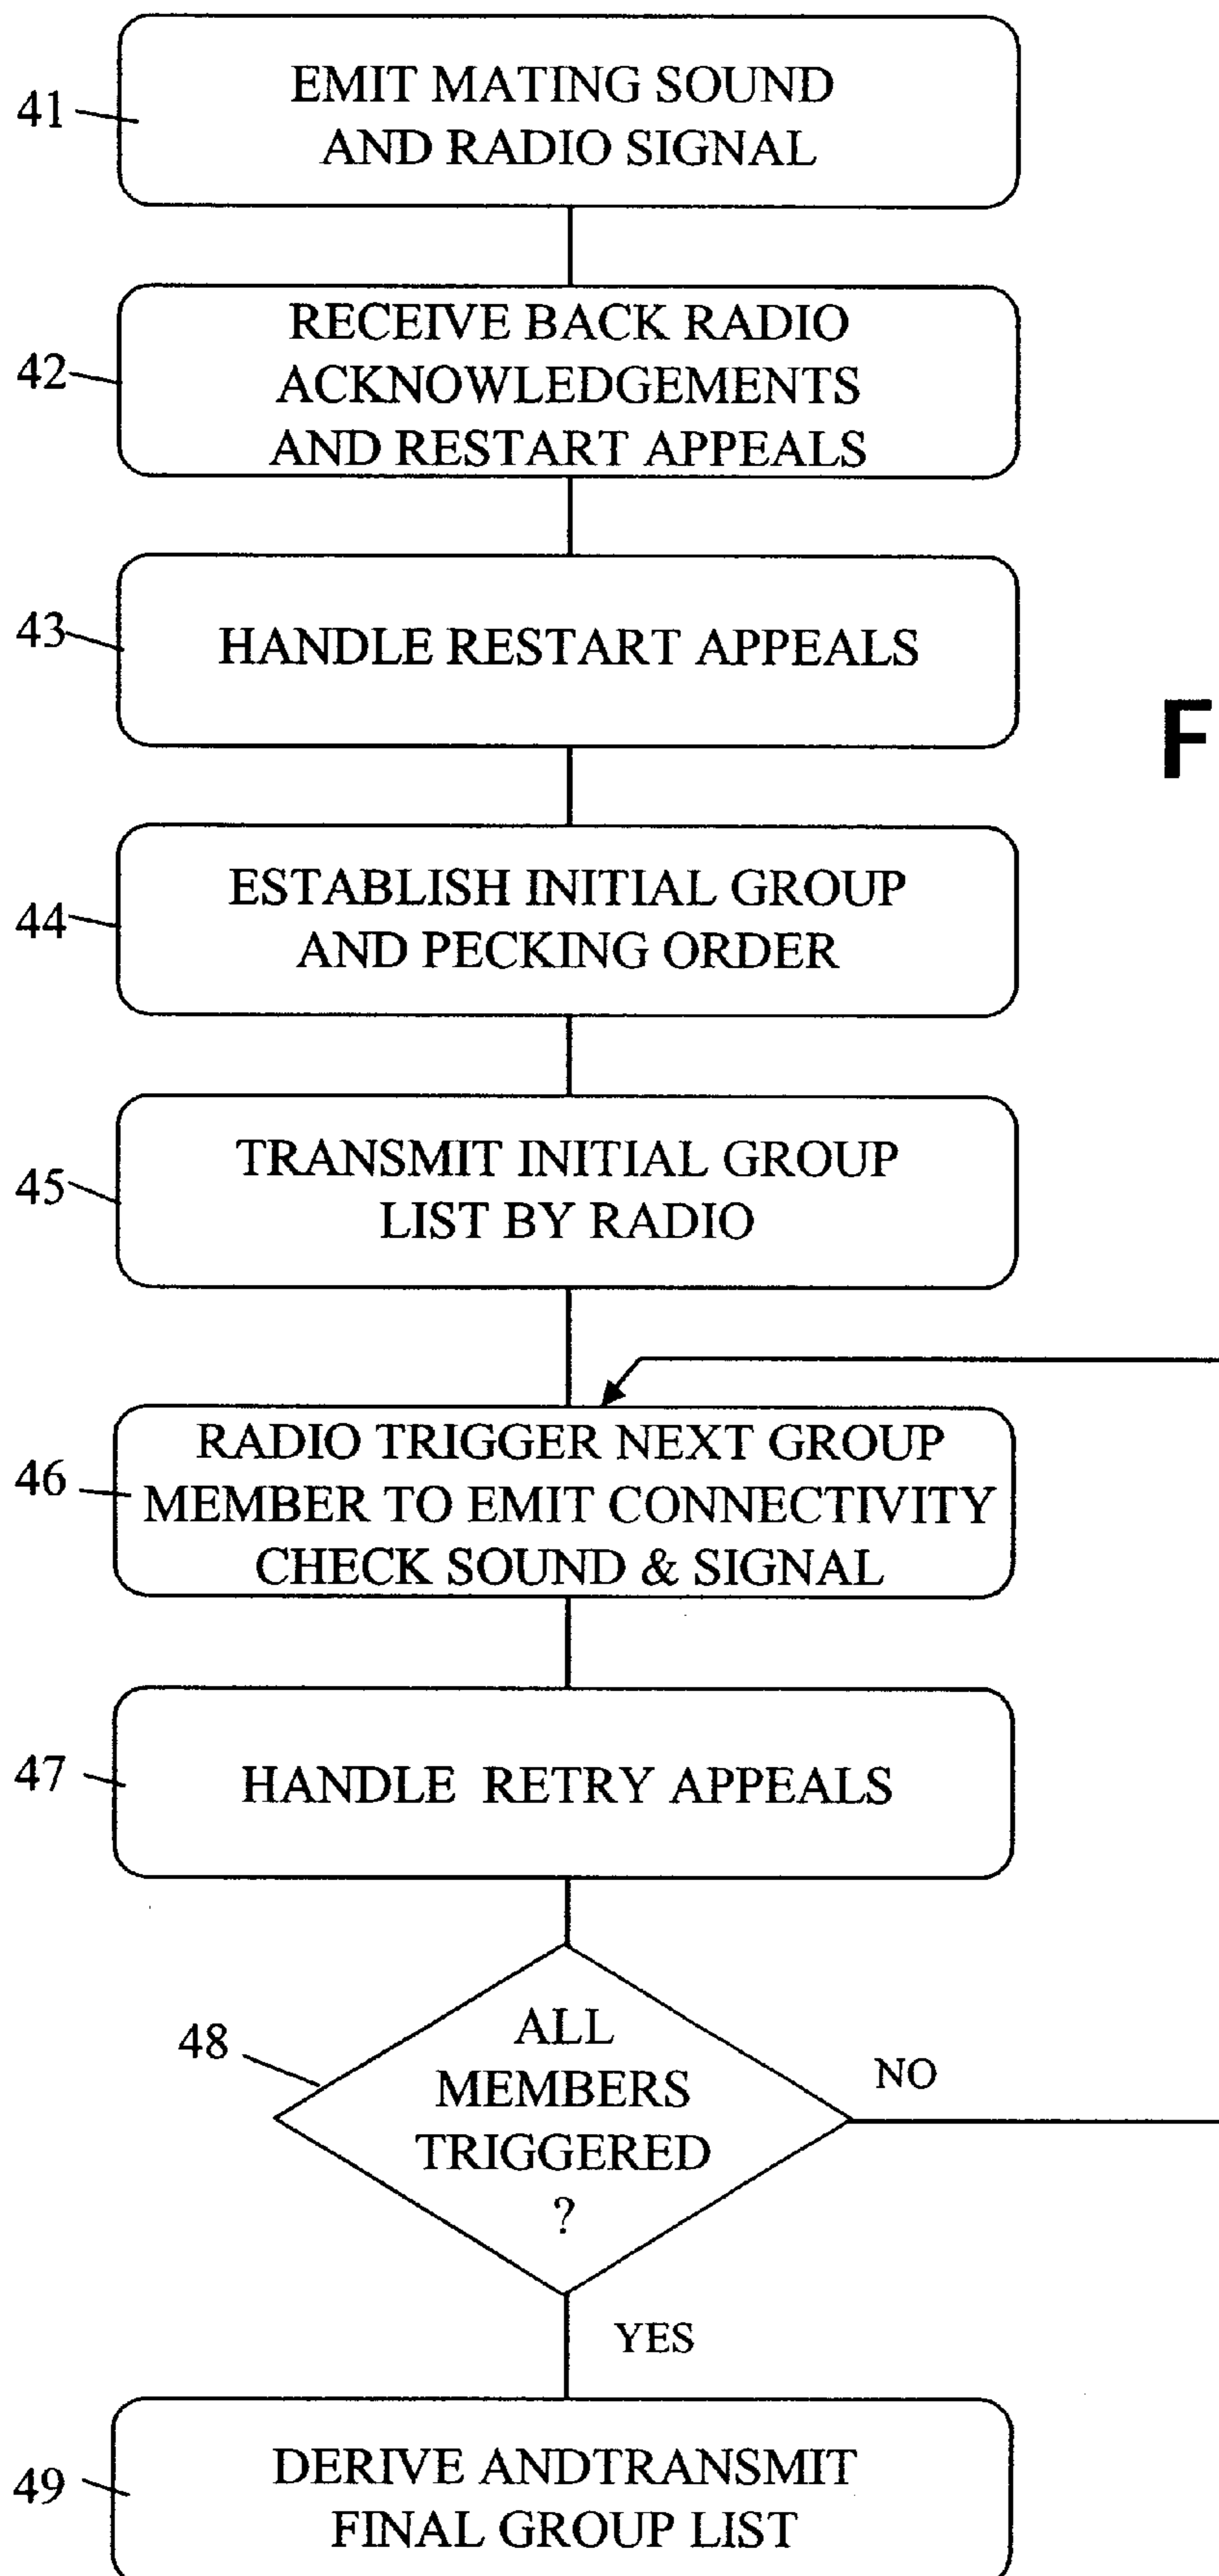 41
EMIT MATING SOUND
AND RADIO SIGNAL
42
RECEIVE BACK RADIO
ACKNOWLEDGEMENTS
AND RESTART APPEALS
43
HANDLE RESTART APPEALS
F
44
ESTABLISH INITIAL GROUP
AND PECKING ORDER
45
TRANSMIT INITIAL GROUP
LIST BY RADIO
46
RADIO TRIGGER NEXT GROUP
MEMBER TO EMIT CONNECTIVITY
CHECK SOUND & SIGNAL
47
HANDLE RETRY APPEALS
48
ALL
MEMBERS
TRIGGERED
?
NO
YES
49
DERIVE ANDTRANSMIT
FINAL GROUP LIST